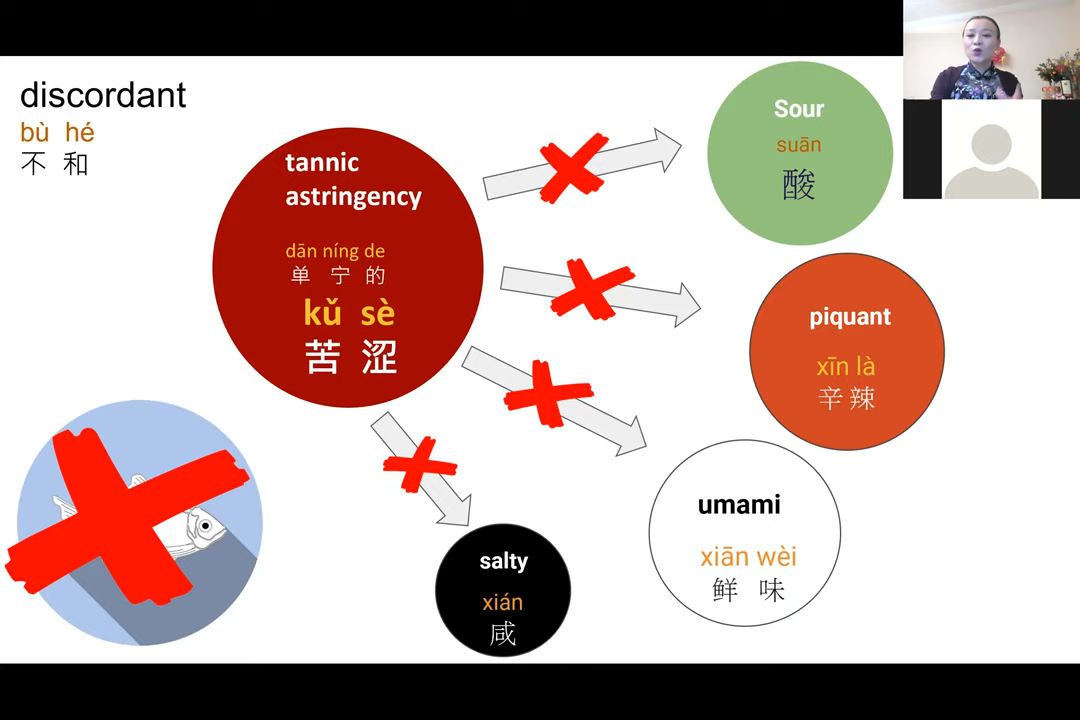 discordant
bù hé
不 和
tannic
astringency
dān níng de
单 宁 的
kǔ sè
苦 涩
Sour
suān
酸
piquant
xīn là
辛 辣
umami
xiān wèi
鲜 味
salty
xián
咸